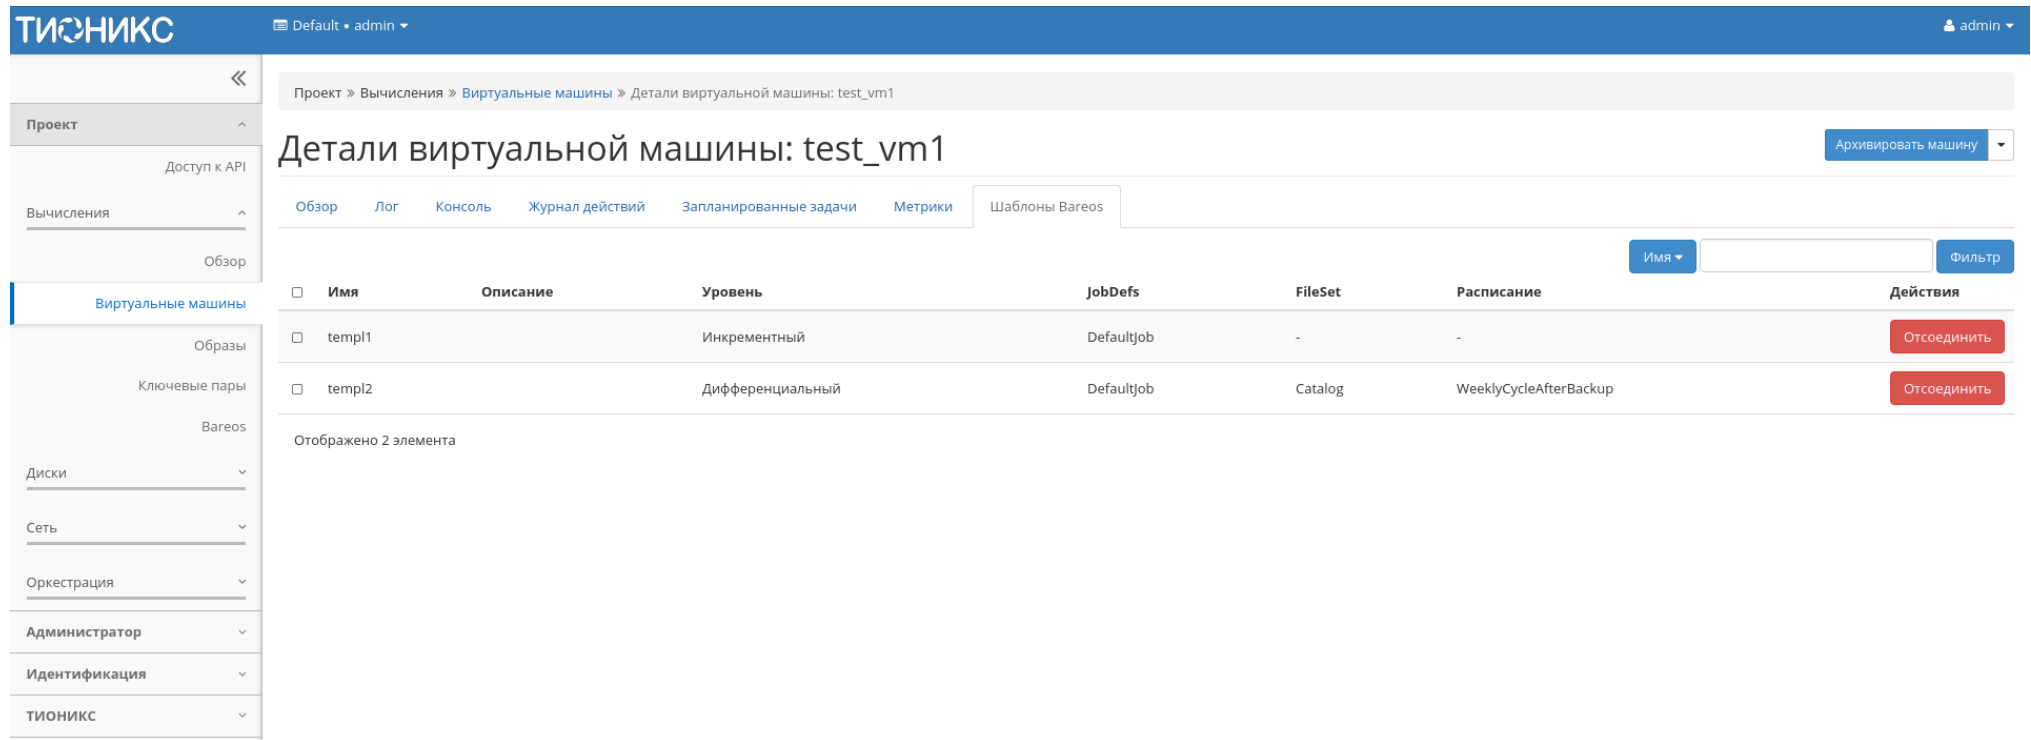 ТИОНИКС
Default • admin
admin
Проект
Доступ к API
Вычисления
Обзор
Виртуальные машины
Образы
Ключевые пары
Bareos
Диски
Сеть
Оркестрация
Администратор
Идентификация
ТИОНИКС
Проект » Вычисления » Виртуальные машины » Детали виртуальной машины: test_vm1
Детали виртуальной машины: test_vm1
Архивировать машину
Обзор Лог Консоль Журнал действий Запланированные задачи Метрики Шаблоны Bareos
Имя Фильтр
Имя Описание Уровень JobDefs FileSet Расписание Действия
templ1 Инкрементный DefaultJob - - Отсоединить
templ2 Дифференциальный DefaultJob Catalog WeeklyCycleAfterBackup Отсоединить
Отображено 2 элемента